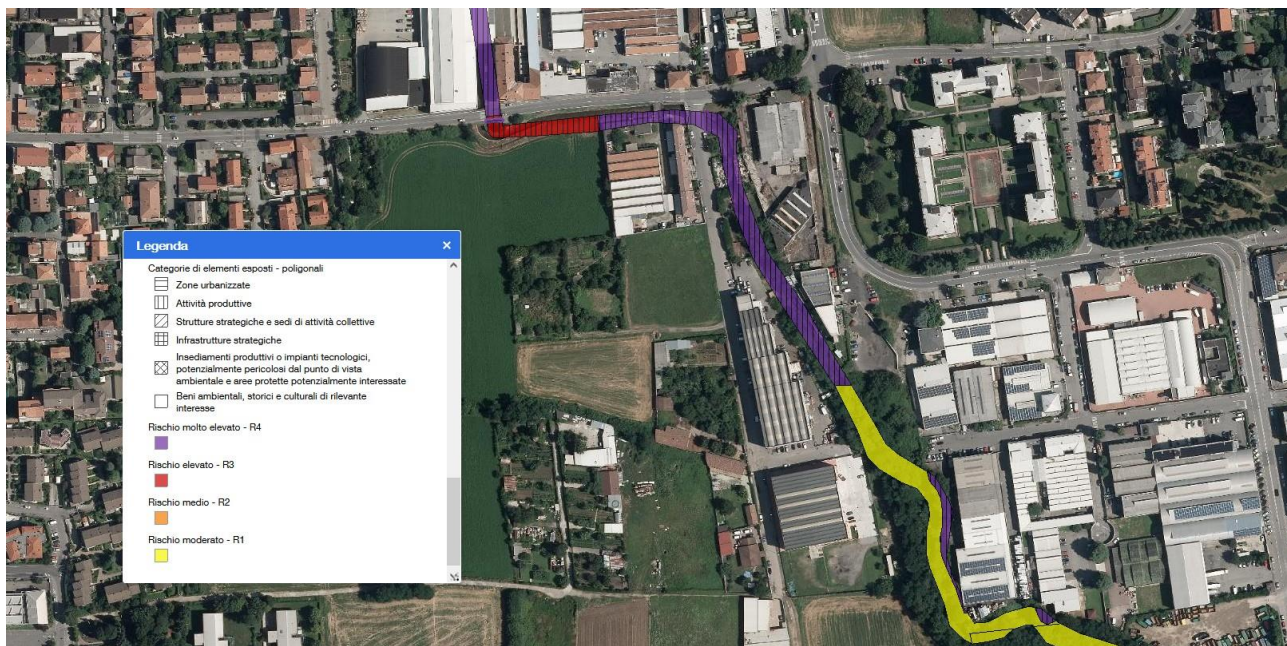 Legenda ×
Categorie di elementi esposti - poligonali
Zone urbanizzate
Attività produttive
Strutture strategiche e sedi di attività collettive
Infrastrutture strategiche
Insediamenti produttivi o impianti tecnologici,
potenzialmente pericolosi dal punto di vista
ambientale e aree protette potenzialmente interessate
Beni ambientali, storici e culturali di rilevante
interesse
Rischio molto elevato - R4
Rischio elevato - R3
Rischio medio - R2
Rischio moderato - R1